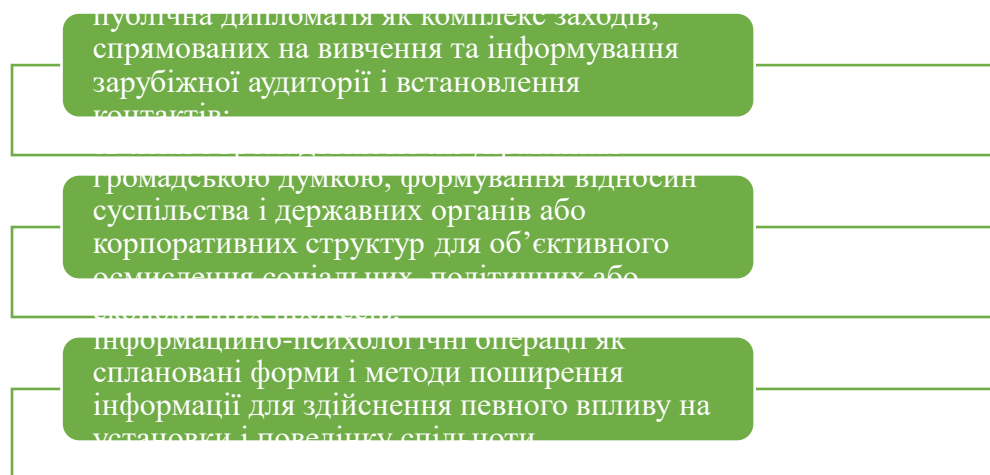 публічна дипломатія як комплекс заходів,
спрямованих на вивчення та інформування
зарубіжної аудиторії і встановлення
контактів;
громадською думкою, формування відносин
суспільства і державних органів або
корпоративних структур для об’єктивного
осмислення соціальних, політичних або
економічних процесів;
інформаційно-психологічні операції як
сплановані форми і методи поширення
інформації для здійснення певного впливу на
установки і поведінку спільноти